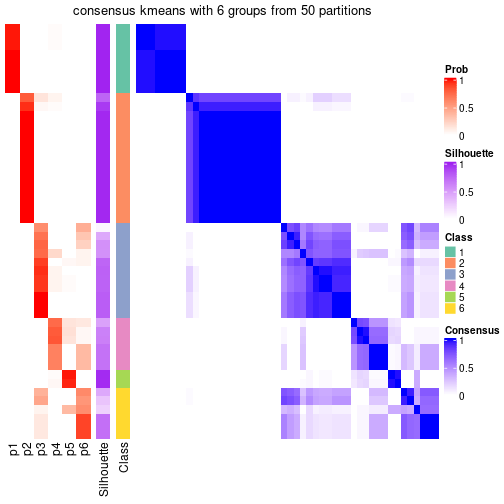 consensus kmeans with 6 groups from 50 partitions
Prob
1
0.5
0
Silhouette
1
0.5
0
Class
1
2
3
4
5
6
Consensus
1
0.5
0
p1
p2
p3
p4
p5
p6
Silhouette
Class